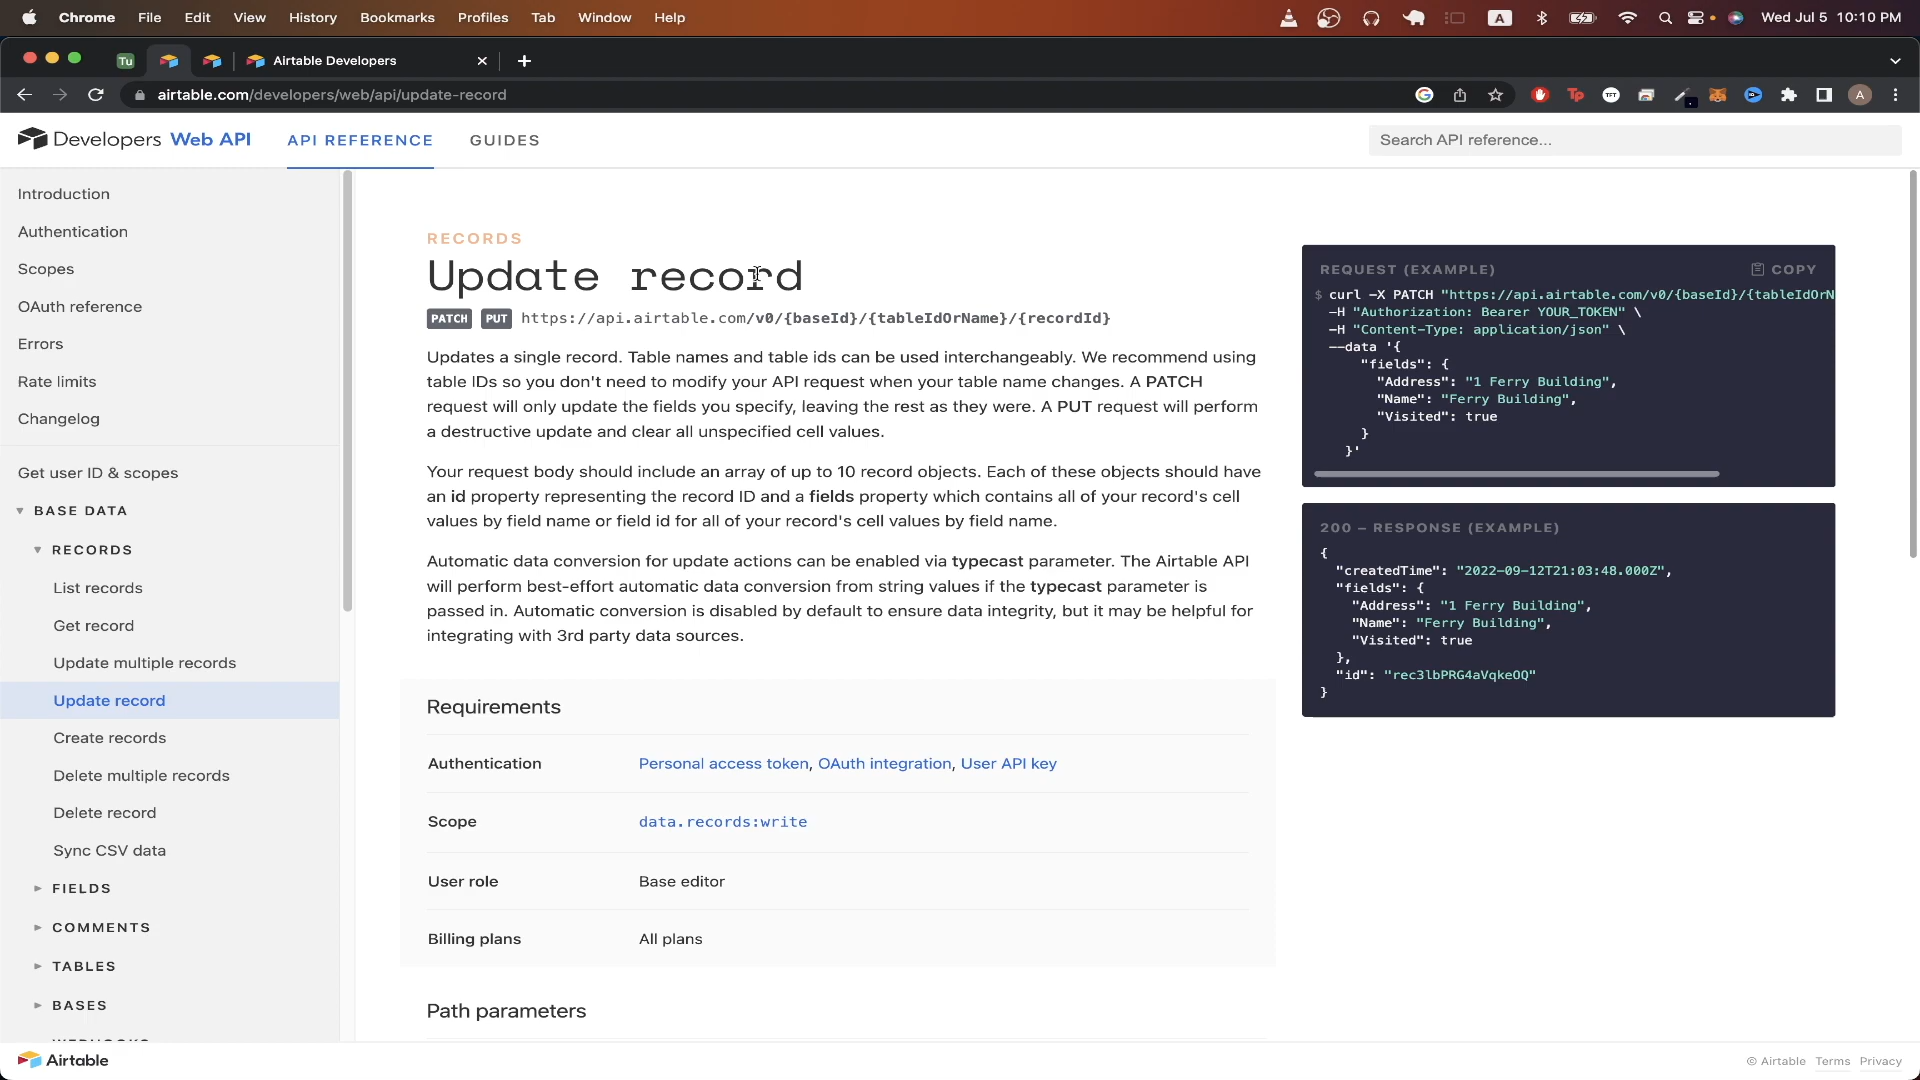 Chrome File Edit View History Bookmarks Profiles Tab Window Help
A
Wed Jul 5 10:10 PM
Tu
Airtable Developers
airtable.com/developers/web/api/update-record
Developers Web API
API REFERENCE
GUIDES
Search API reference...
Introduction
Authentication
Scopes
OAuth reference
Errors
Rate limits
Changelog
Get user ID & scopes
BASE DATA
RECORDS
List records
Get record
Update multiple records
Update record
Create records
Delete multiple records
Delete record
Sync CSV data
FIELDS
COMMENTS
TABLES
BASES
RECORDS
Update record
PATCH PUT https://api.airtable.com/v0/{baseId}/{tableIdOrName}/{recordId}
Updates a single record. Table names and table ids can be used interchangeably. We recommend using
table IDs so you don't need to modify your API request when your table name changes. A PATCH
request will only update the fields you specify, leaving the rest as they were. A PUT request will perform
a destructive update and clear all unspecified cell values.
Your request body should include an array of up to 10 record objects. Each of these objects should have
an id property representing the record ID and a fields property which contains all of your record's cell
values by field name or field id for all of your record's cell values by field name.
Automatic data conversion for update actions can be enabled via typecast parameter. The Airtable API
will perform best-effort automatic data conversion from string values if the typecast parameter is
passed in. Automatic conversion is disabled by default to ensure data integrity, but it may be helpful for
integrating with 3rd party data sources.
Requirements
Authentication Personal access token, OAuth integration, User API key
Scope data.records:write
User role Base editor
Billing plans All plans
Path parameters
REQUEST (EXAMPLE) COPY
$ curl -X PATCH "https://api.airtable.com/v0/{baseId}/{tableIdOrN
-H "Authorization: Bearer YOUR_TOKEN" \
-H "Content-Type: application/json" \
--data '{
"fields": {
"Address": "1 Ferry Building",
"Name": "Ferry Building",
"Visited": true
}
}'
200 – RESPONSE (EXAMPLE)
{
"createdTime": "2022-09-12T21:03:48.000Z",
"fields": {
"Address": "1 Ferry Building",
"Name": "Ferry Building",
"Visited": true
},
"id": "rec3lbPRG4aVqkeOQ"
}
Airtable
© Airtable Terms Privacy